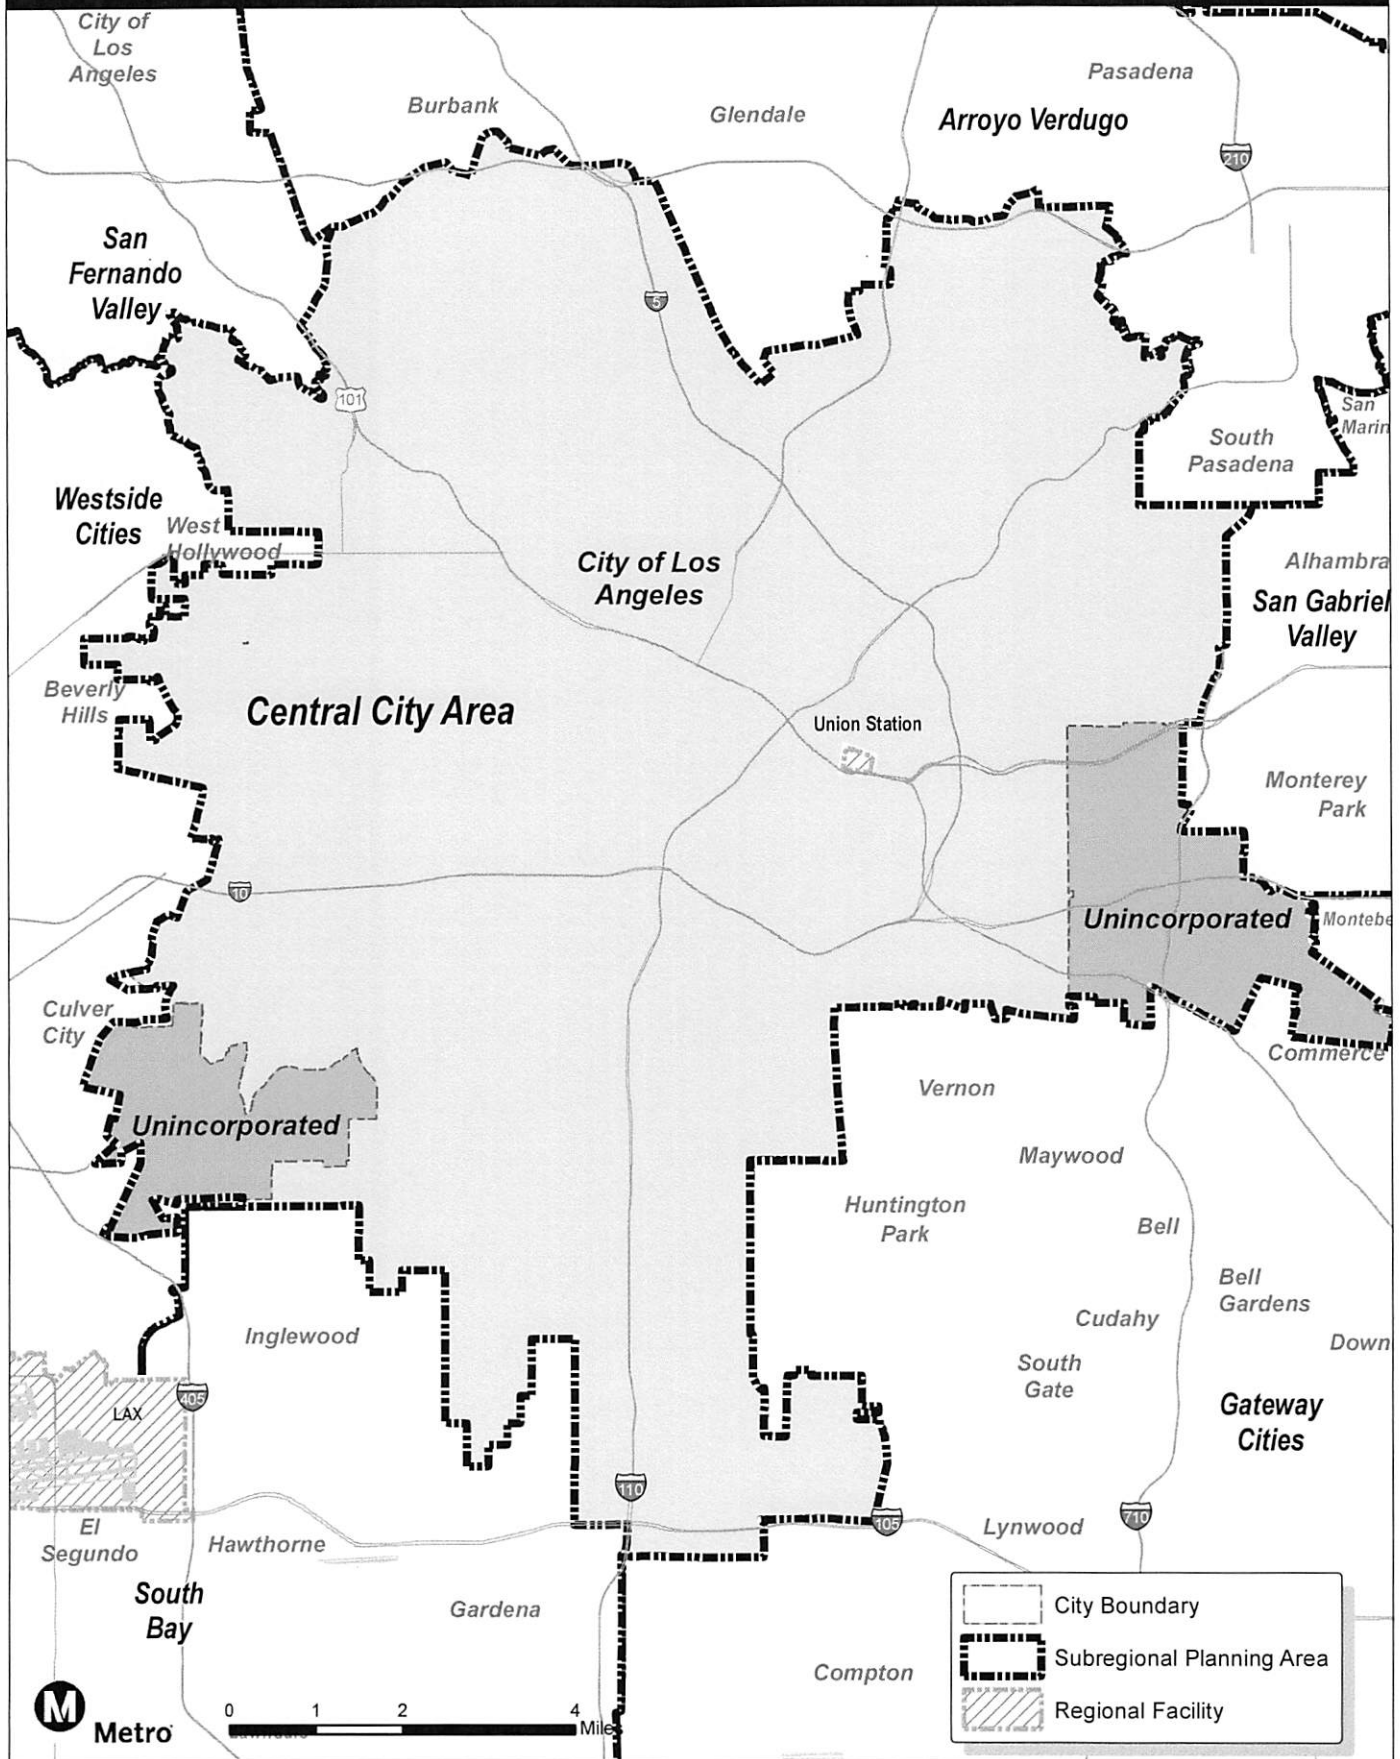 City of
Los
Angeles
Burbank
Glendale
Pasadena
Arroyo Verdugo
210
San
Fernando
Valley
5
101
San
Marin
South
Pasadena
Westside
Cities
West
Hollywood
City of Los
Angeles
Alhambra
San Gabriel
Valley
Beverly
Hills
Central City Area
Union Station
Monterey
Park
10
Unincorporated
Montebe
Culver
City
Commerce
Vernon
Unincorporated
Maywood
Huntington
Park
Bell
Bell
Gardens
Inglewood
Cudahy
Down
South
Gate
405
LAX
Gateway
Cities
110
105
710
El
Segundo
Hawthorne
Lynwood
South
Bay
Gardena
City Boundary
Subregional Planning Area
Regional Facility
Compton
M
Metro
0 1 2 4
Miles